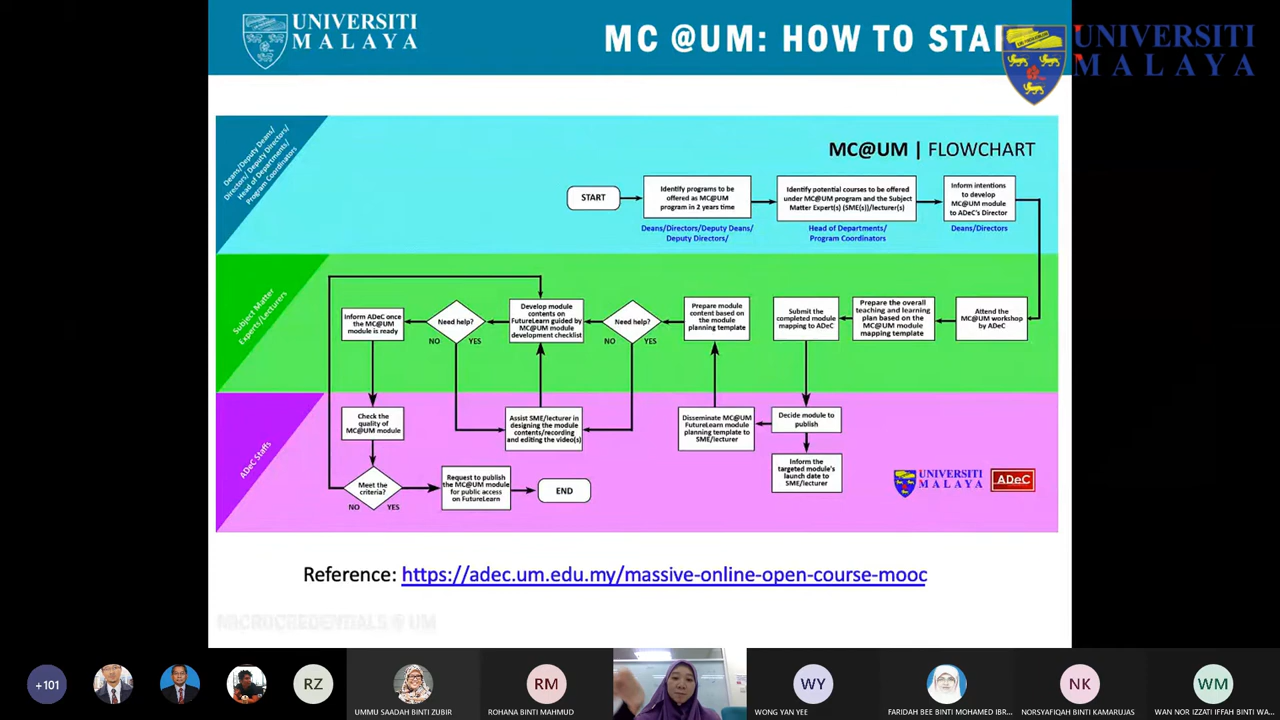 UNIVERSITI
MALAYA
MC @UM: HOW TO STA
UNIVERSITI
MALAYA
Deans/Deputy Deans/
Directors/ Deputy Directors/
Head of Departments/
Program Coordinators
MC@UM | FLOWCHART
START
Identify programs to be
offered as MC@UM
program in 2 years time
Identify potential courses to be offered
under MC@UM program and the Subject
Matter Expert(s) (SME(s)/lecturer(s)
Inform intentions
to develop
MC@UM module
to ADeC's Director
Deans/Directors/Deputy Deans/
Deputy Directors/
Head of Departments/
Program Coordinators
Deans/Directors
Subject Matter
Experts/Lecturers
Inform ADeC once
the MC@UM
module is ready
Need help?
NO
YES
Develop module
contents on
FutureLearn guided by
MC@UM module
development checklist
Need help?
NO
YES
Prepare module
content based on
the module
planning template
Submit the
completed module
mapping to ADeC
Prepare the overall
teaching and learning
plan based on the
MC@UM module
mapping template
Attend the
MC@UM workshop
by ADeC
ADeC Staffs
Check the
quality of
MC@UM module
Assist SME/lecturer in
designing the module
contents/recording
and editing the video(s)
Disseminate MC@UM
FutureLearn module
planning template to
SME/lecturer
Decide module to
publish
Inform the
targeted module's
launch date to
SME/lecturer
Meet the
criteria?
NO
YES
Request to publish
the MC@UM module
for public access
on FutureLearn
END
UNIVERSITI
MALAYA
ADeC
Reference: https://adec.um.edu.my/massive-online-open-course-mooc
+101
RZ
UMMU SAADAH BINTI ZUBIR
RM
ROHANA BINTI MAHMUD
WY
WONG YAN YEE
FARIDAH BEE BINTI MOHAMED IBR...
NK
NORSYAFIQAH BINTI KAMARUJAS
WM
WAN NOR IZZATI IFFAH BINTI WA...